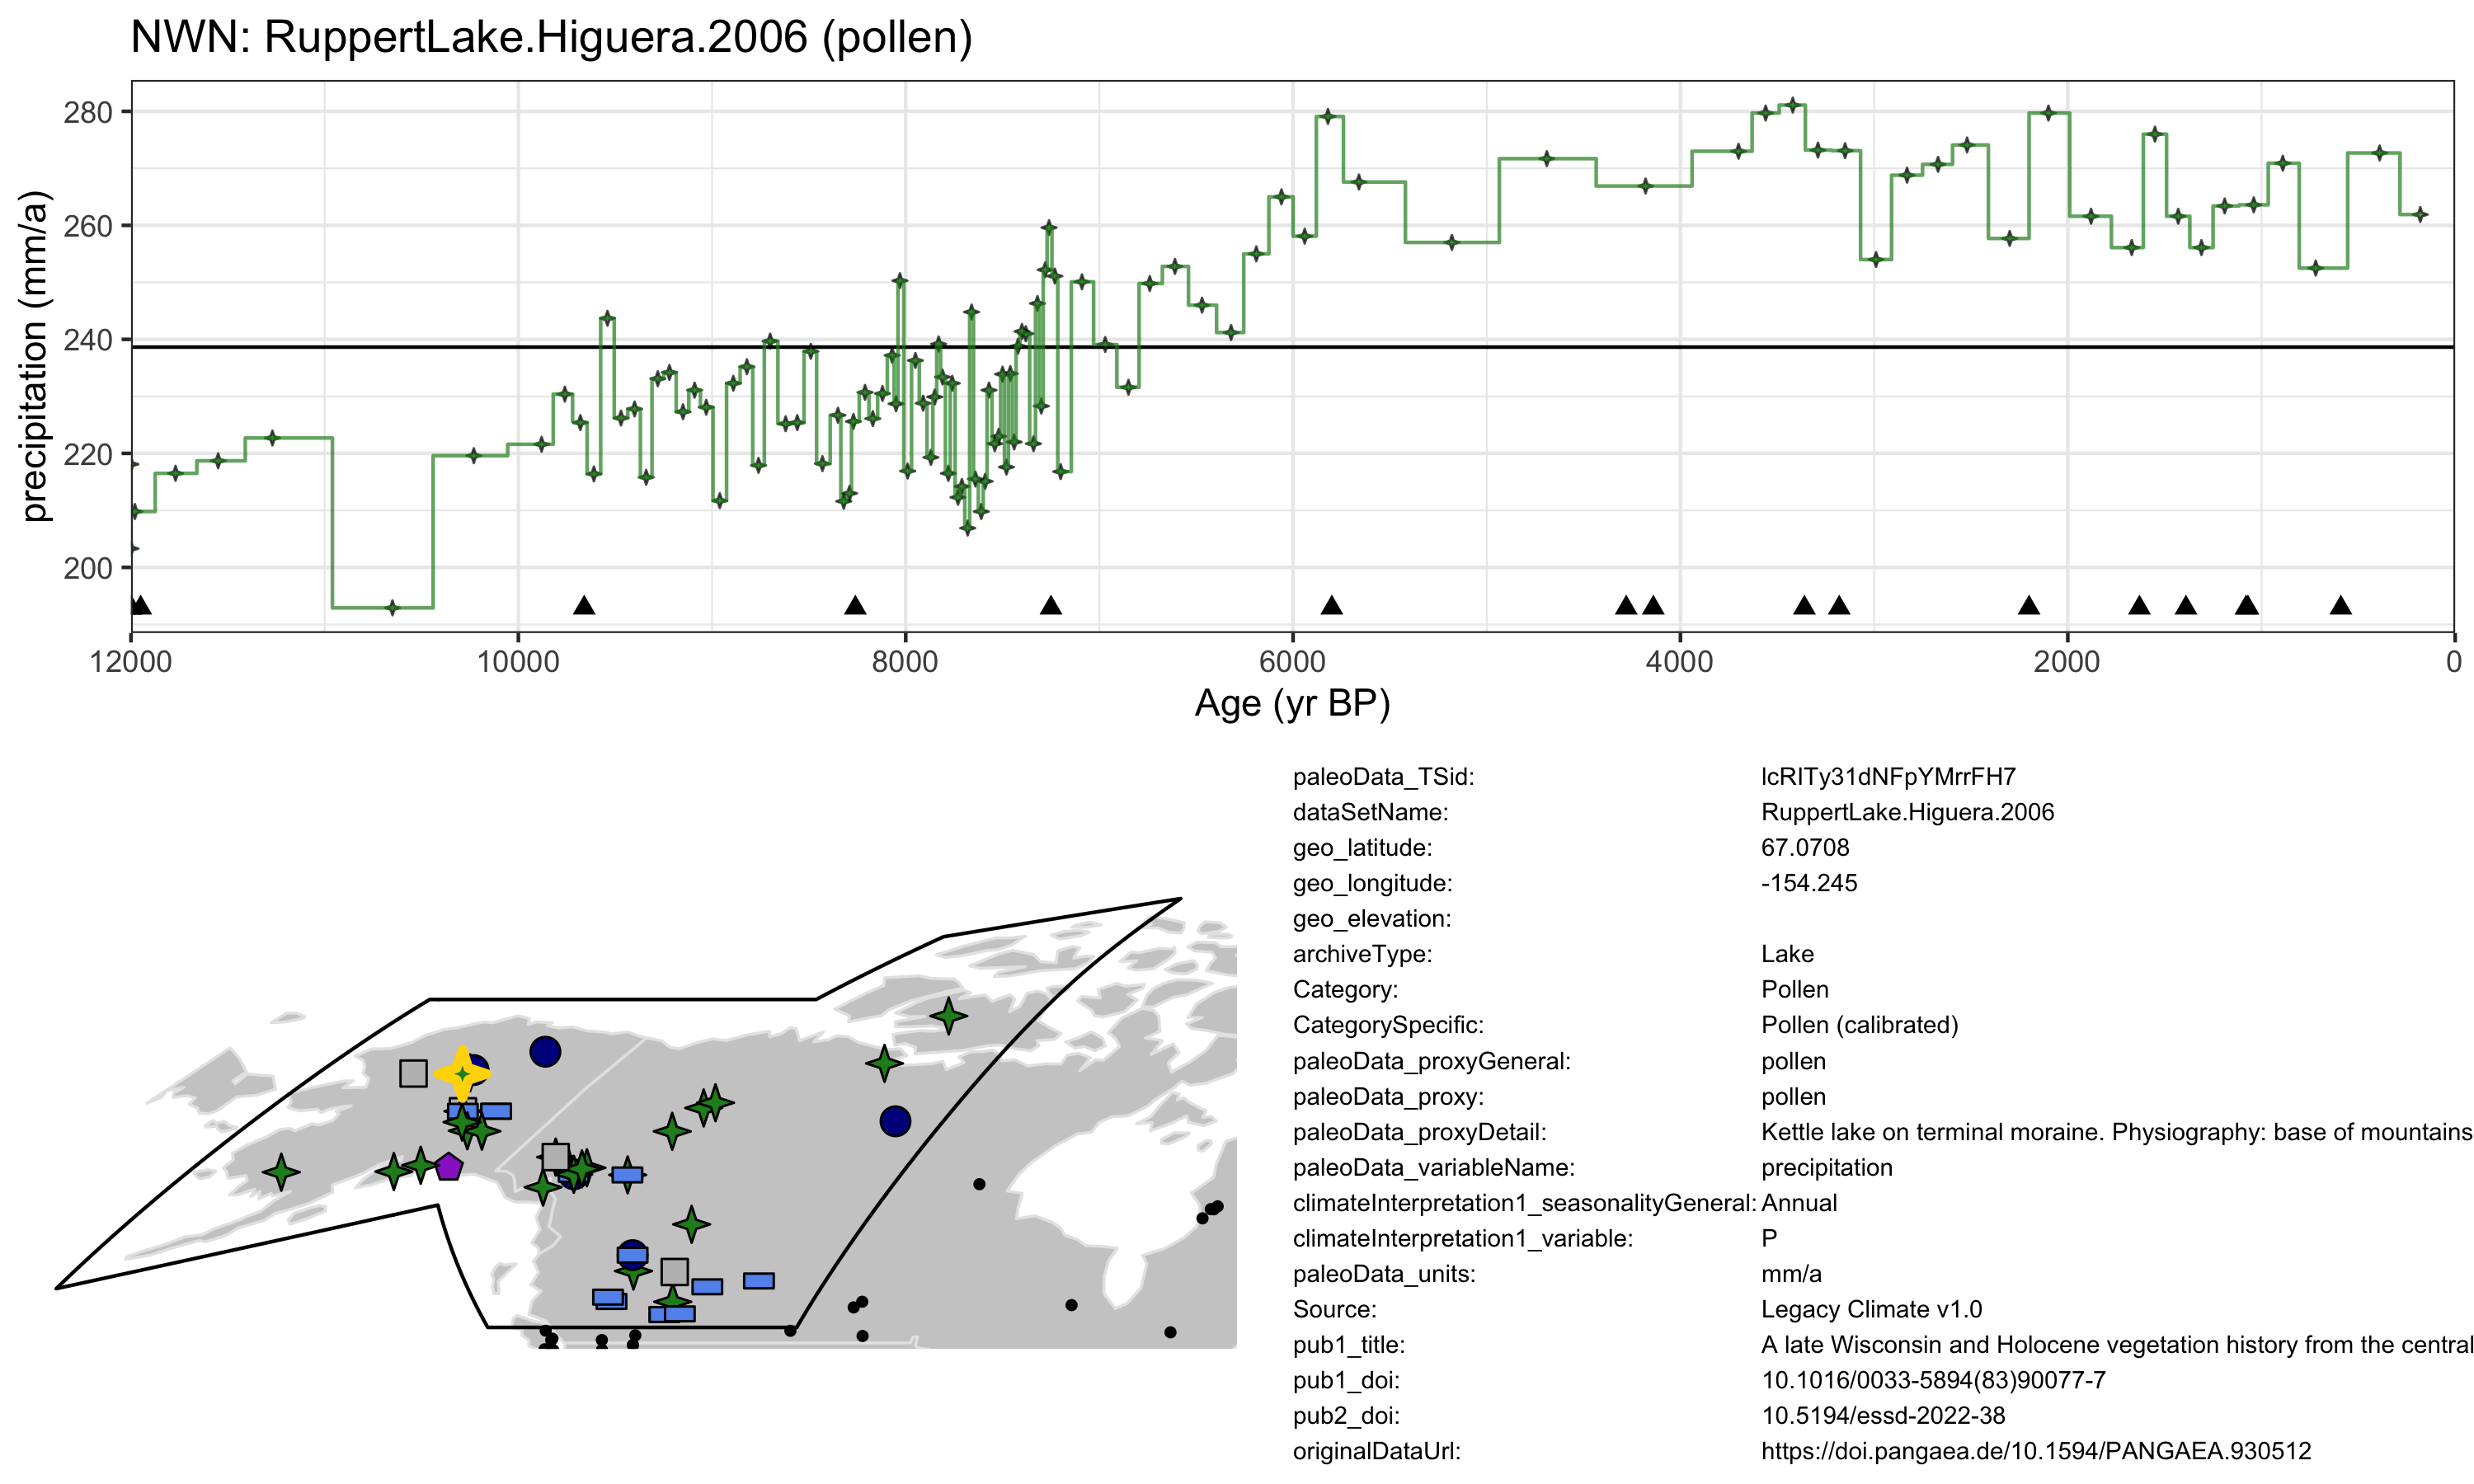 NWN: RuppertLake.Higuera.2006 (pollen)
precipitation (mm/a)
280
260
240
220
200
12000 10000 8000 6000 4000 2000 0
Age (yr BP)
paleoData_TSid: lcRITy31dNFpYMrrFH7
dataSetName: RuppertLake.Higuera.2006
geo_latitude: 67.0708
geo_longitude: -154.245
geo_elevation:
archiveType: Lake
Category: Pollen
CategorySpecific: Pollen (calibrated)
paleoData_proxyGeneral: pollen
paleoData_proxy: pollen
paleoData_proxyDetail: Kettle lake on terminal moraine. Physiography: base of mountains
paleoData_variableName: precipitation
climateInterpretation1_seasonalityGeneral: Annual
climateInterpretation1_variable: P
paleoData_units: mm/a
Source: Legacy Climate v1.0
pub1_title: A late Wisconsin and Holocene vegetation history from the central
pub1_doi: 10.1016/0033-5894(83)90077-7
pub2_doi: 10.5194/essd-2022-38
originalDataUrl: https://doi.pangaea.de/10.1594/PANGAEA.930512